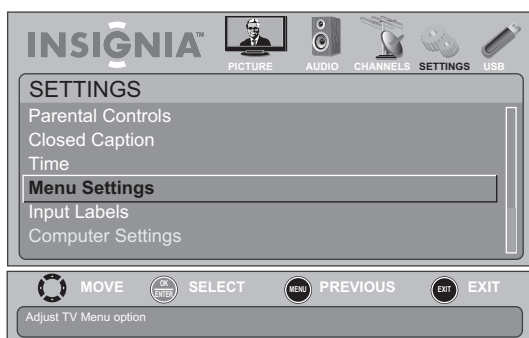 INSIGNIA™
PICTURE AUDIO CHANNELS SETTINGS USB
SETTINGS
Parental Controls
Closed Caption
Time
Menu Settings
Input Labels
Computer Settings
MOVE OK ENTER SELECT MENU PREVIOUS EXIT EXIT
Adjust TV Menu option